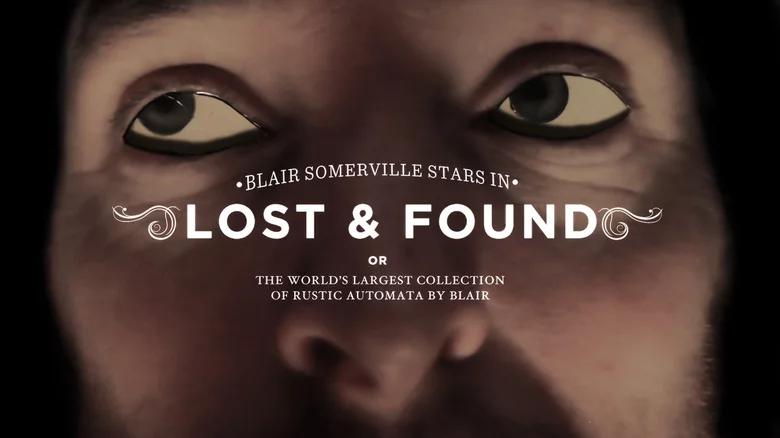 •BLAIR SOMERVILLE STARS IN•
LOST & FOUND
OR
THE WORLD'S LARGEST COLLECTION
OF RUSTIC AUTOMATA BY BLAIR